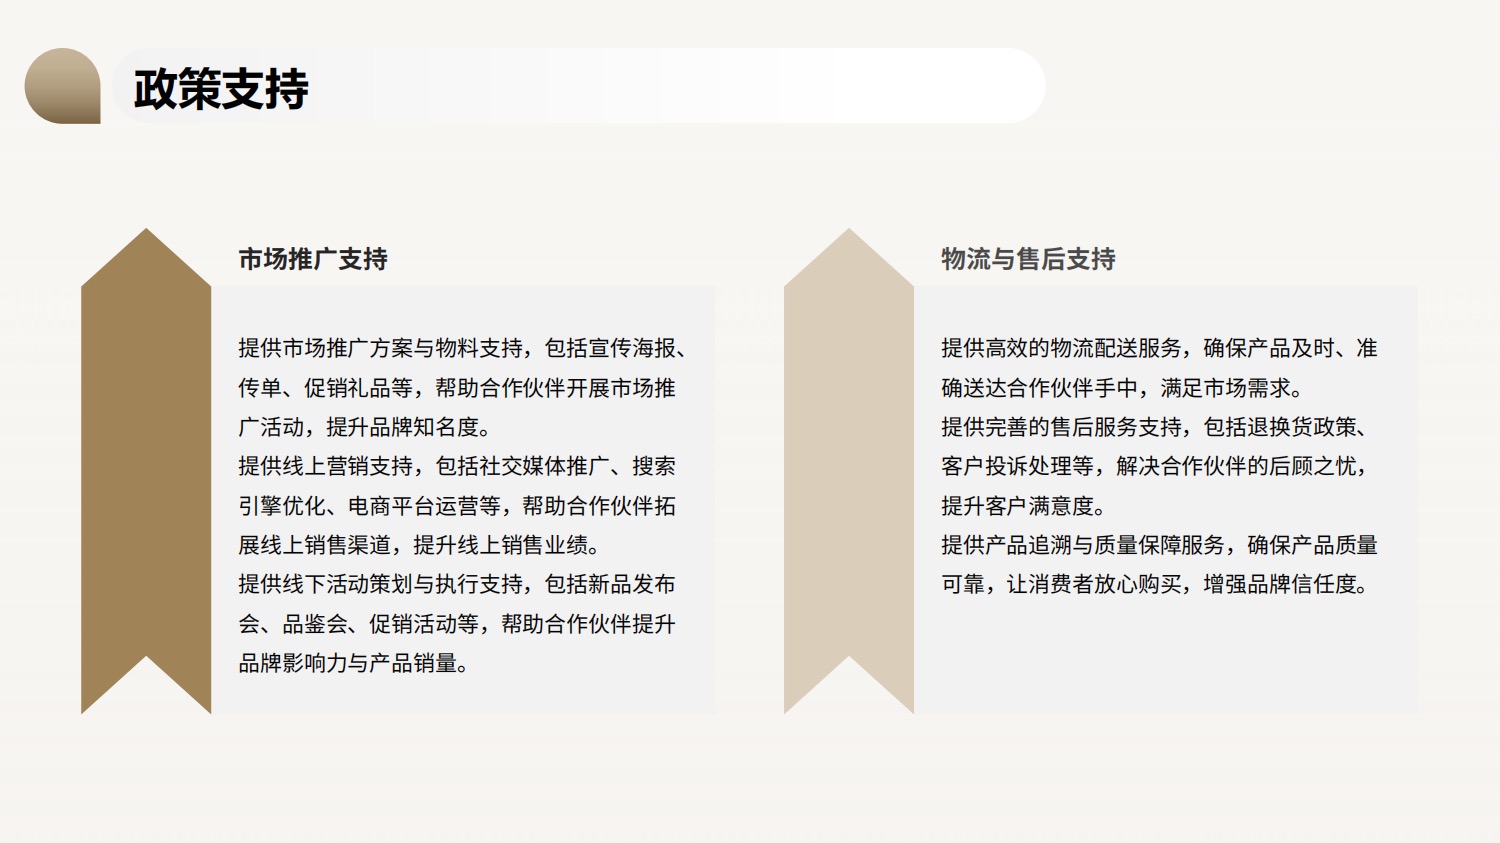 政策支持
市场推广支持
提供市场推广方案与物料支持，包括宣传海报、
传单、促销礼品等，帮助合作伙伴开展市场推
广活动，提升品牌知名度。
提供线上营销支持，包括社交媒体推广、搜索
引擎优化、电商平台运营等，帮助合作伙伴拓
展线上销售渠道，提升线上销售业绩。
提供线下活动策划与执行支持，包括新品发布
会、品鉴会、促销活动等，帮助合作伙伴提升
品牌影响力与产品销量。
物流与售后支持
提供高效的物流配送服务，确保产品及时、准
确送达合作伙伴手中，满足市场需求。
提供完善的售后服务支持，包括退换货政策、
客户投诉处理等，解决合作伙伴的后顾之忧，
提升客户满意度。
提供产品追溯与质量保障服务，确保产品质量
可靠，让消费者放心购买，增强品牌信任度。